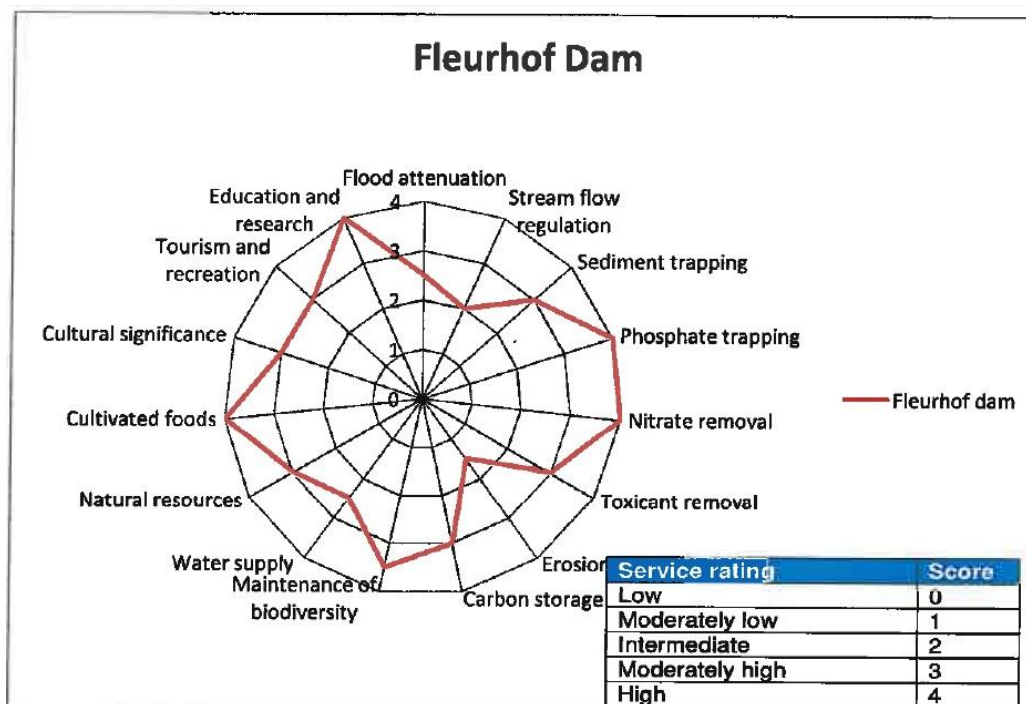 Fleurhof Dam
Flood attenuation
Stream flow
regulation
Sediment trapping
Phosphate trapping
Nitrate removal
Toxicant removal
Erosion
Carbon storage
Maintenance of
biodiversity
Water supply
Natural resources
Cultivated foods
Cultural significance
Tourism and
recreation
Education and
research
4
3
2
1
0
Fleurhof dam
Service rating Score
Low 0
Moderately low 1
Intermediate 2
Moderately high 3
High 4